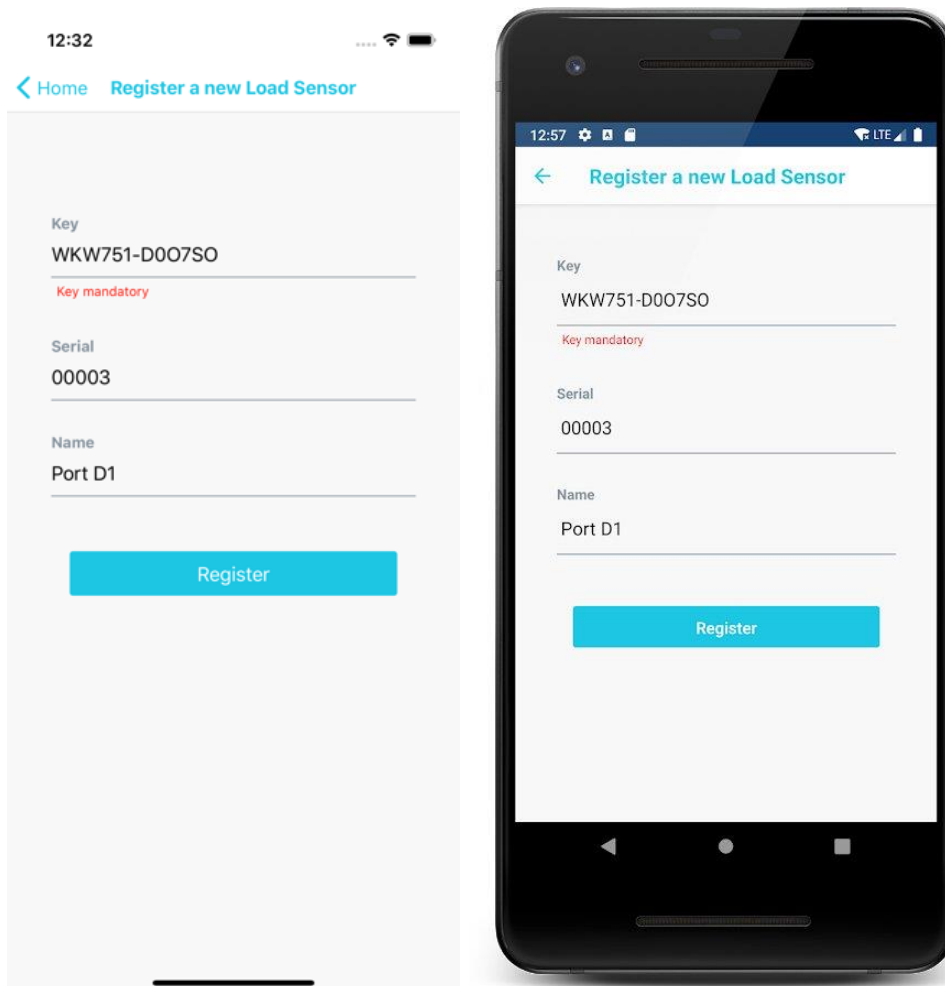 12:32
Home Register a new Load Sensor
Key
WKW751-D0O7SO
Key mandatory
Serial
00003
Name
Port D1
Register
12:57 LTE
Register a new Load Sensor
Key
WKW751-D0O7SO
Key mandatory
Serial
00003
Name
Port D1
Register